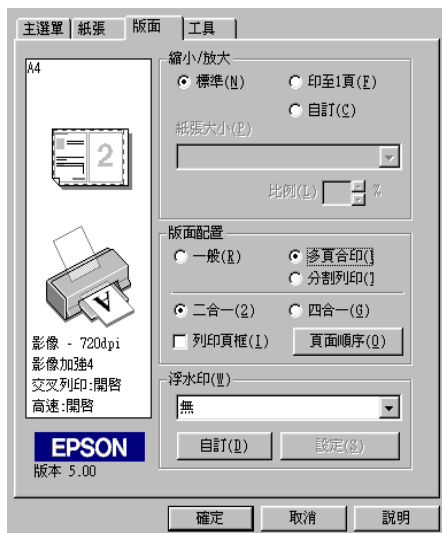 主選單 紙張 版面 工具
A4
2
影像 - 720dpi
影像加強4
交叉列印:開啓
高速:開啓
EPSON
版本 5.00
縮小/放大
標準(N) 印至1頁(F)
自訂(C)
紙張大小(P)
比例(L) %
版面配置
一般(R) 多頁合印(]
分割列印(]
二合一(2) 四合一(G)
列印頁框(I) 頁面順序(O)
浮水印(W)
無
自訂(D) 設定(S)
確定 取消 說明